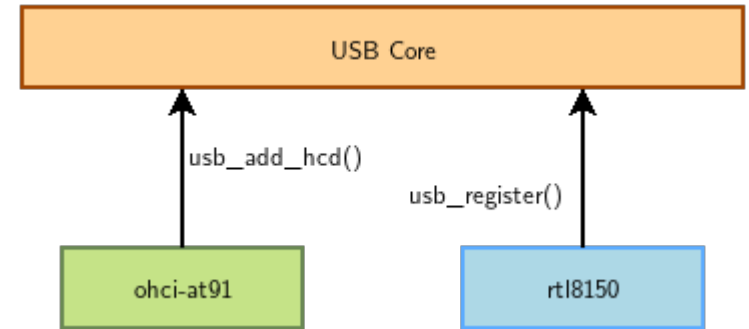 USB Core
usb_add_hcd()
usb_register()
ohci-at91
rtl8150